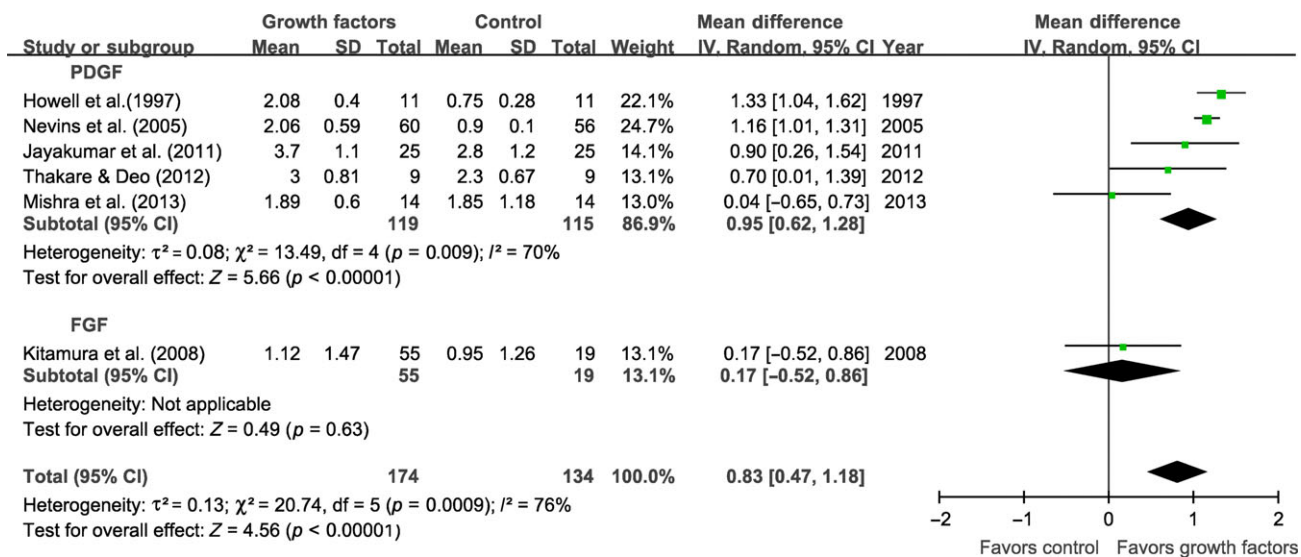 Growth factors Control Mean difference Mean difference
Study or subgroup Mean SD Total Mean SD Total Weight IV. Random. 95% CI Year IV. Random. 95% CI
PDGF
Howell et al.(1997) 2.08 0.4 11 0.75 0.28 11 22.1% 1.33 [1.04, 1.62] 1997
Nevins et al. (2005) 2.06 0.59 60 0.9 0.1 56 24.7% 1.16 [1.01, 1.31] 2005
Jayakumar et al. (2011) 3.7 1.1 25 2.8 1.2 25 14.1% 0.90 [0.26, 1.54] 2011
Thakare & Deo (2012) 3 0.81 9 2.3 0.67 9 13.1% 0.70 [0.01, 1.39] 2012
Mishra et al. (2013) 1.89 0.6 14 1.85 1.18 14 13.0% 0.04 [−0.65, 0.73] 2013
Subtotal (95% CI) 119 115 86.9% 0.95 [0.62, 1.28]
Heterogeneity: τ² = 0.08; χ² = 13.49, df = 4 (p = 0.009); I² = 70%
Test for overall effect: Z = 5.66 (p < 0.00001)
FGF
Kitamura et al. (2008) 1.12 1.47 55 0.95 1.26 19 13.1% 0.17 [−0.52, 0.86] 2008
Subtotal (95% CI) 55 19 13.1% 0.17 [−0.52, 0.86]
Heterogeneity: Not applicable
Test for overall effect: Z = 0.49 (p = 0.63)
Total (95% CI) 174 134 100.0% 0.83 [0.47, 1.18]
Heterogeneity: τ² = 0.13; χ² = 20.74, df = 5 (p = 0.0009); I² = 76%
Test for overall effect: Z = 4.56 (p < 0.00001)
−2 −1 0 1 2
Favors control Favors growth factors